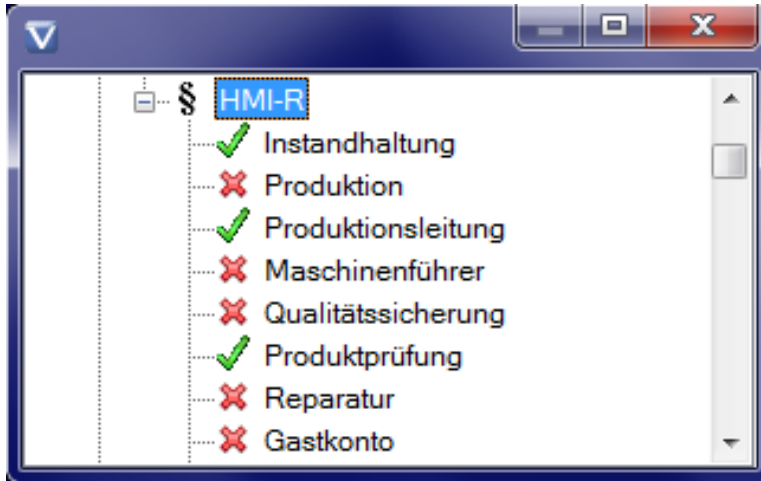 § HMI-R
Instandhaltung
Produktion
Produktionsleitung
Maschinenführer
Qualitätssicherung
Produktprüfung
Reparatur
Gastkonto